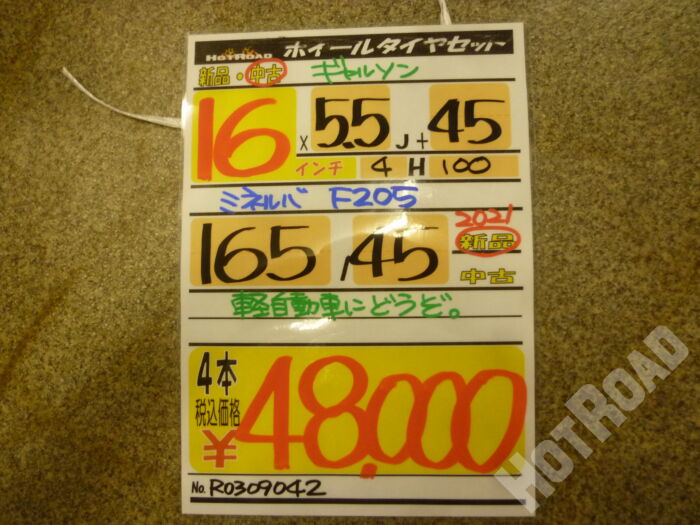 HOTROAD ホイールタイヤセット
新品・中古 ギャルソン
16 × 5.5 J + 45
インチ 4 H 100
ミネルバ F205
165 / 45 2021 新品
中古
軽自動車にどうぞ。
4本
税込価格
¥48,000
No. R0309042
HOTROAD